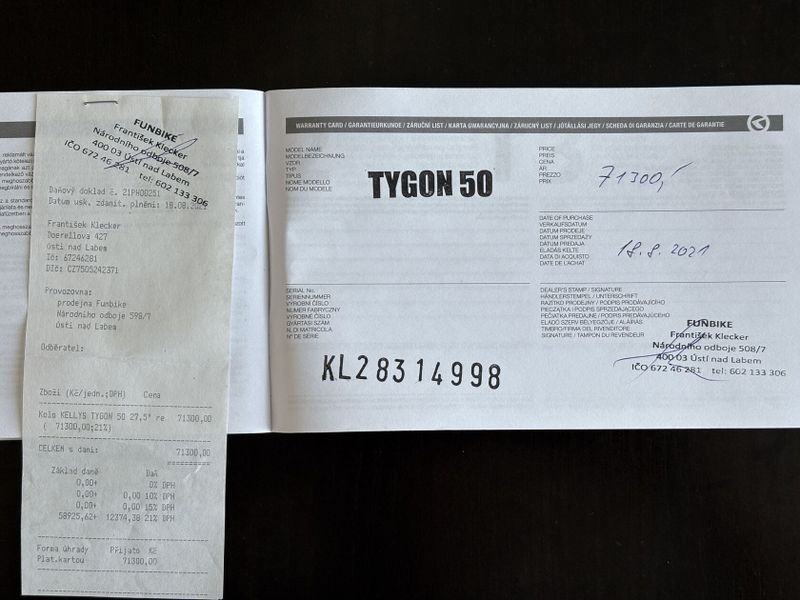 FUNBIKE
František Klecker
Národního odboje 508/7
400 03 Ústí nad Labem
IČO 672 46 281 tel: 602 133 306
Daňový doklad č. 21PH00251
Datum usk. zdanit. plnění: 18.08.2021
František Klecker
Doerellova 427
Ústí nad Labem
IČ: 67246281
DIČ: CZ7505242371
Provozovna:
prodejna Funbike
Národního odboje 598/7
Ústí nad Labem
Odběratel:
Zboží (Kč/jedn.;DPH) Cena
Kolo KELLYS TYGON 50 27,5" re 71300,00
( 71300,00;21%)
CELKEM s daní: 71300,00
Základ daně Daň
0,00+ 0% DPH
0,00+ 0,00 10% DPH
0,00+ 0,00 15% DPH
58925,62+ 12374,38 21% DPH
Forma úhrady Přijato Kč
Plat.kartou 71300,00
WARRANTY CARD / GARANTIEURKUNDE / ZÁRUČNÍ LIST / KARTA GWARANCYJNA / ZÁRUČNÝ LIST / JÓTÁLLÁSI JEGY / SCHEDA DI GARANZIA / CARTE DE GARANTIE
MODEL NAME
MODELBEZEICHNUNG
VZOR
TYP
TÍPUS
NOME MODELLO
NOM DU MODELE
TYGON 50
PRICE
PREIS
CENA
ÁR
PREZZO
PRIX
71300,-
DATE OF PURCHASE
VERKAUFSDATUM
DATUM PRODEJE
DATUM SPRZEDAŻY
DÁTUM PREDAJA
ELADÁS KELTE
DATA DI ACQUISTO
DATE DE L'ACHAT
18.8.2021
SERIAL No.
SERIENNUMMER
VÝROBNÍ ČÍSLO
NUMER FABRYCZNY
VÝROBNÉ ČÍSLO
GYÁRTÁSI SZÁM
N. DI MATRICOLA
N° DE SÉRIE
KL28314998
DEALER'S STAMP / SIGNATURE
HÄNDLERSTEMPEL / UNTERSCHRIFT
RAZÍTKO PRODEJNY / PODPIS PRODÁVAJÍCÍHO
PIECZĄTKA I PODPIS SPRZEDAJĄCEGO
PEČIATKA PREDAJNE / PODPIS PREDÁVAJÚCEHO
ELADÓ SZERV BÉLYEGZŐJE / ALÁÍRÁS
TIMBRO/FIRMA DEL RIVENDITORE
SIGNATURE / TAMPON DU REVENDEUR
FUNBIKE
František Klecker
Národního odboje 508/7
400 03 Ústí nad Labem
IČO 672 46 281 tel: 602 133 306